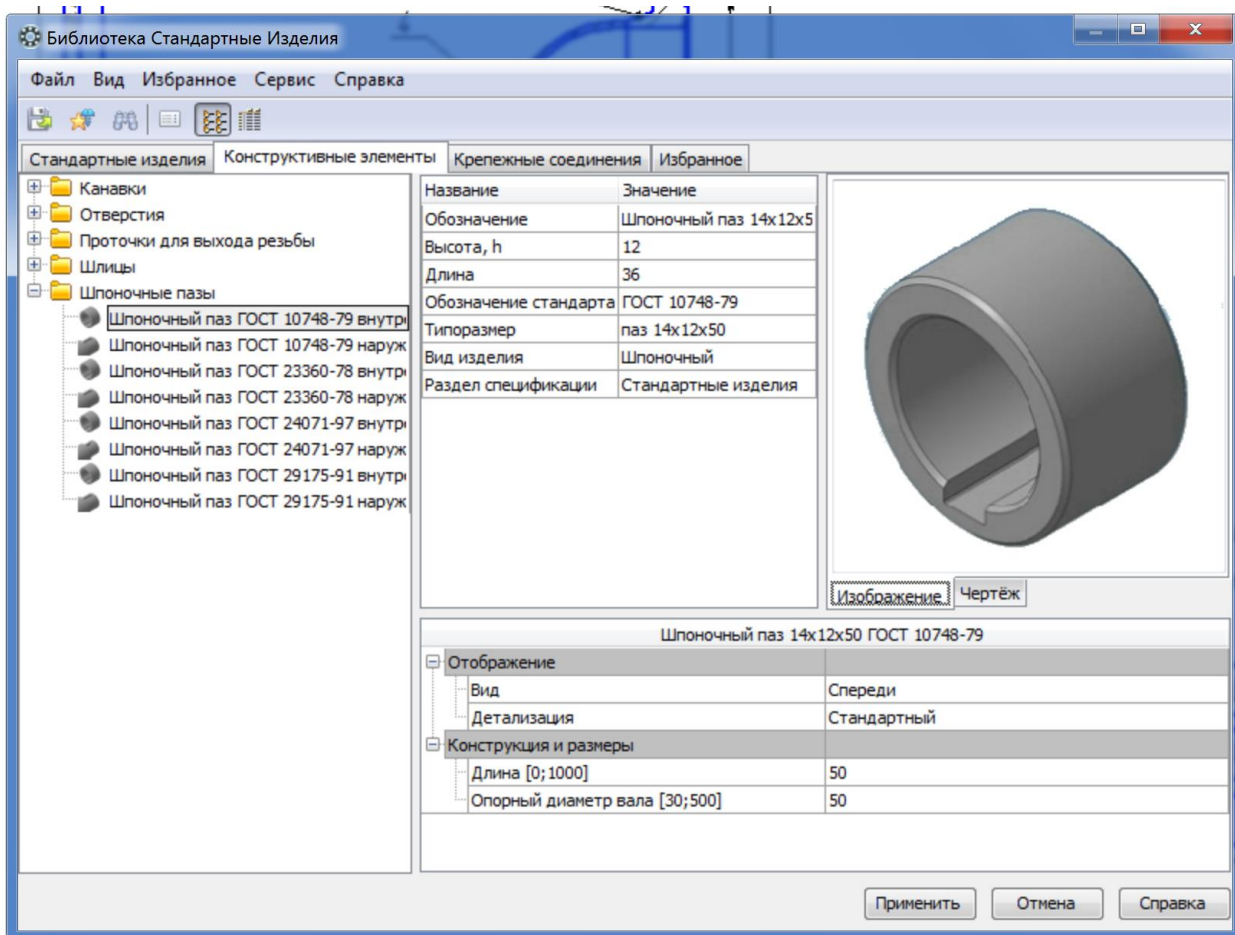 Библиотека Стандартные Изделия
Файл Вид Избранное Сервис Справка
Стандартные изделия Конструктивные элементы Крепежные соединения Избранное
Канавки
Отверстия
Проточки для выхода резьбы
Шлицы
Шпоночные пазы
Шпоночный паз ГОСТ 10748-79 внутр
Шпоночный паз ГОСТ 10748-79 наруж
Шпоночный паз ГОСТ 23360-78 внутр
Шпоночный паз ГОСТ 23360-78 наруж
Шпоночный паз ГОСТ 24071-97 внутр
Шпоночный паз ГОСТ 24071-97 наруж
Шпоночный паз ГОСТ 29175-91 внутр
Шпоночный паз ГОСТ 29175-91 наруж
Название Значение
Обозначение Шпоночный паз 14x12x5
Высота, h 12
Длина 36
Обозначение стандарта ГОСТ 10748-79
Типоразмер паз 14x12x50
Вид изделия Шпоночный
Раздел спецификации Стандартные изделия
Изображение Чертёж
Шпоночный паз 14x12x50 ГОСТ 10748-79
Отображение
Вид Спереди
Детализация Стандартный
Конструкция и размеры
Длина [0;1000] 50
Опорный диаметр вала [30;500] 50
Применить Отмена Справка